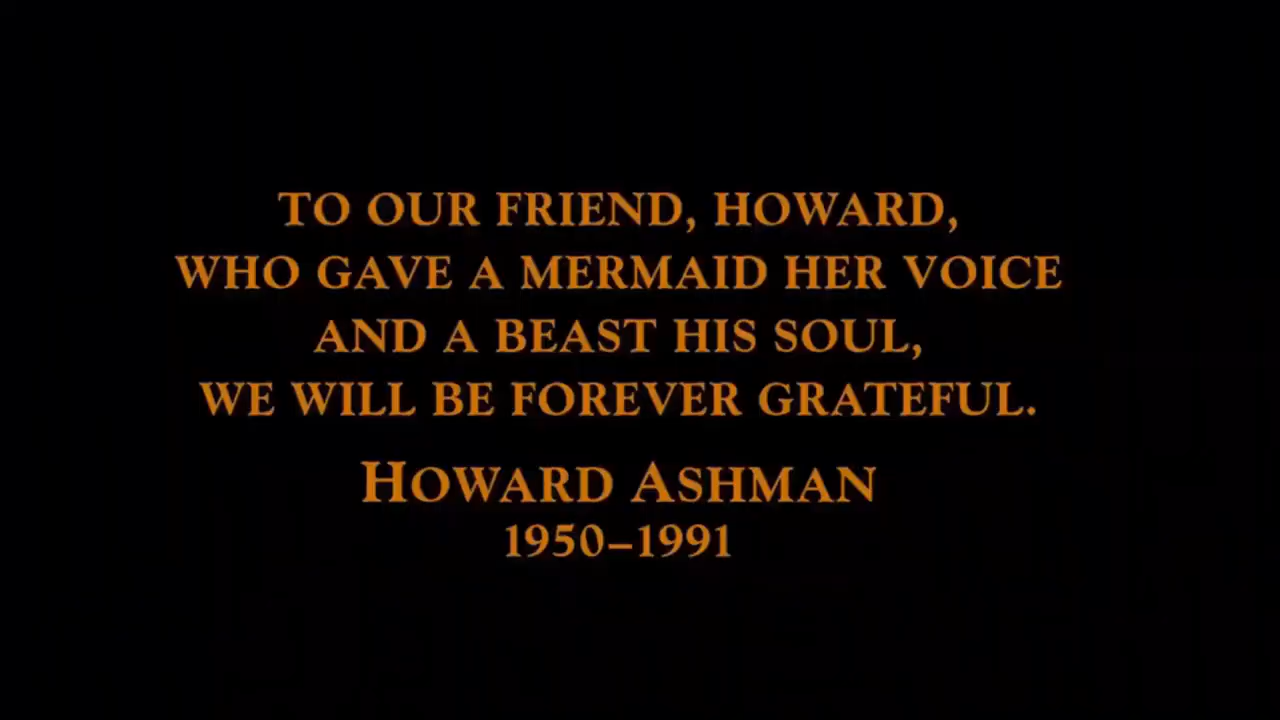 TO OUR FRIEND, HOWARD,
WHO GAVE A MERMAID HER VOICE
AND A BEAST HIS SOUL,
WE WILL BE FOREVER GRATEFUL.
HOWARD ASHMAN
1950–1991